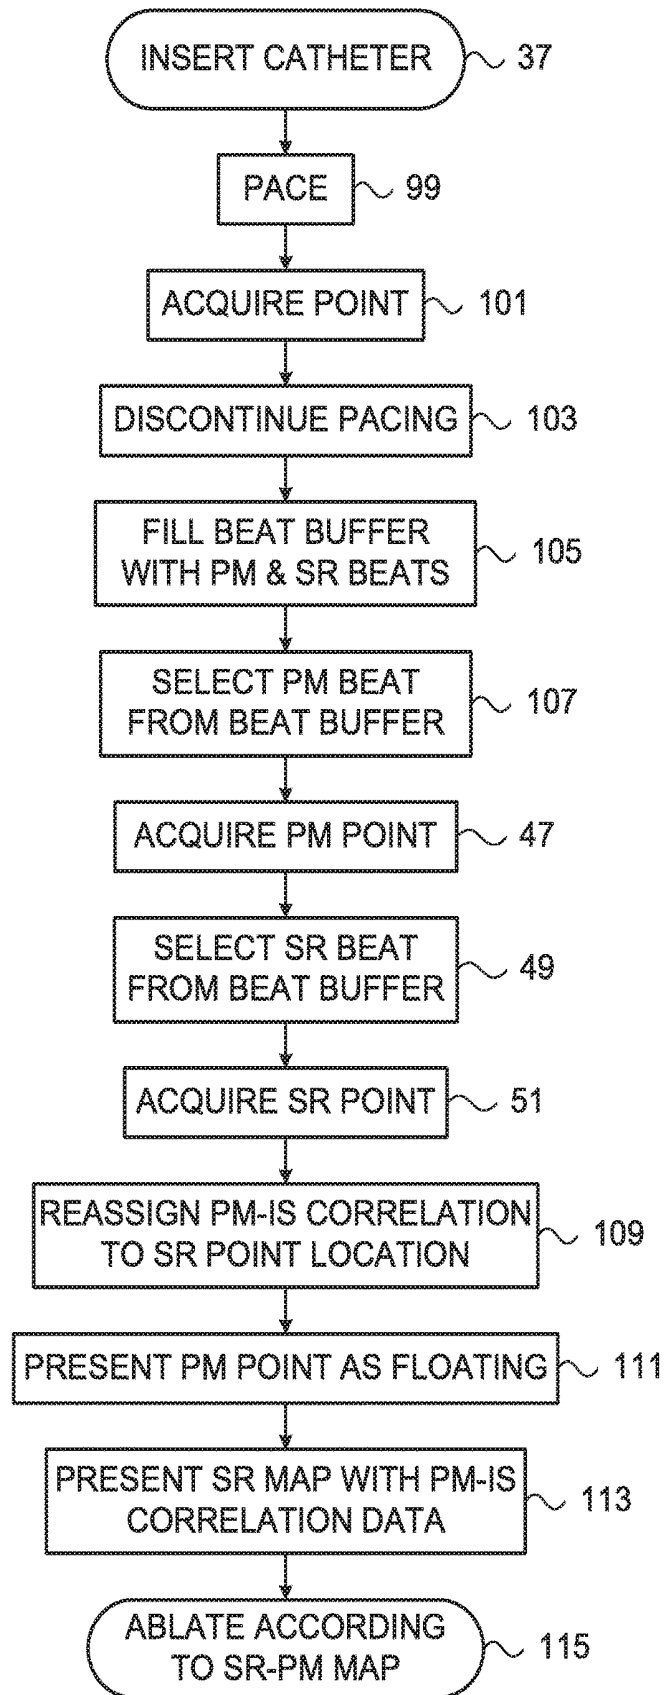 INSERT CATHETER 37
PACE 99
ACQUIRE POINT 101
DISCONTINUE PACING 103
FILL BEAT BUFFER
WITH PM & SR BEATS 105
SELECT PM BEAT
FROM BEAT BUFFER 107
ACQUIRE PM POINT 47
SELECT SR BEAT
FROM BEAT BUFFER 49
ACQUIRE SR POINT 51
REASSIGN PM-IS CORRELATION
TO SR POINT LOCATION 109
PRESENT PM POINT AS FLOATING 111
PRESENT SR MAP WITH PM-IS
CORRELATION DATA 113
ABLATE ACCORDING
TO SR-PM MAP 115